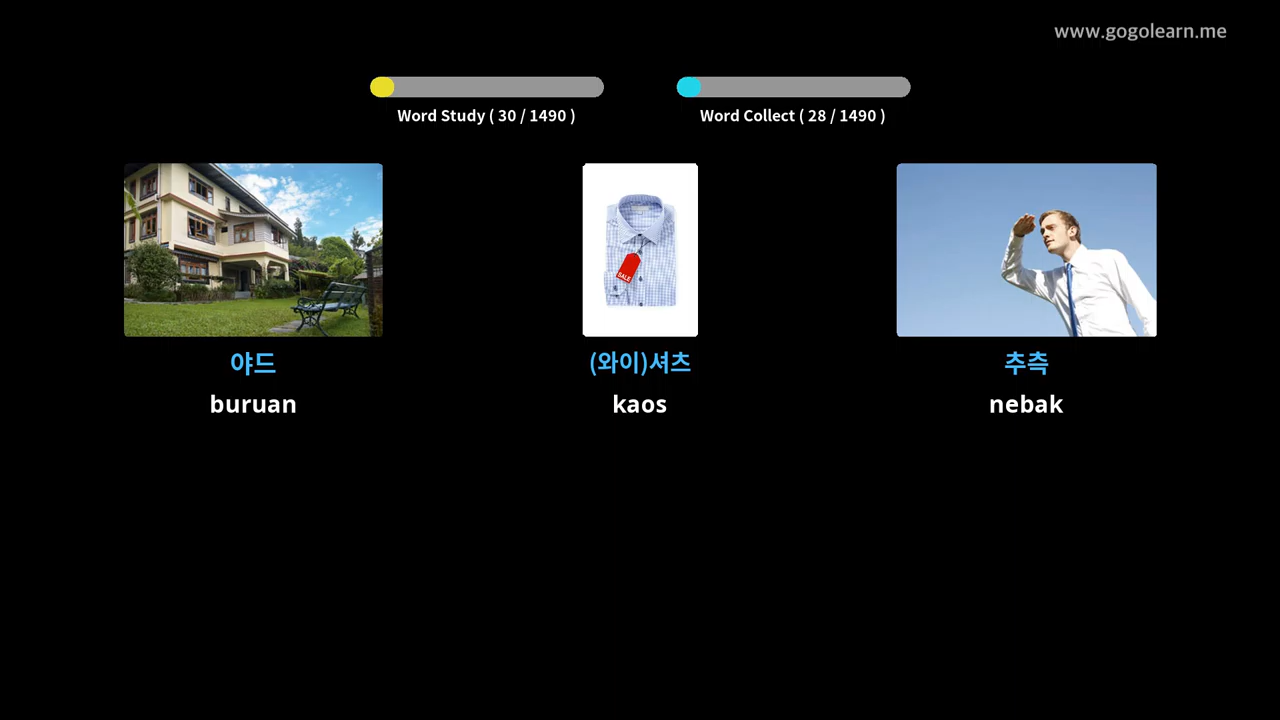 www.gogolearn.me
Word Study ( 30 / 1490 )
Word Collect ( 28 / 1490 )
SALE
야드
(와이)셔츠
추측
buruan
kaos
nebak